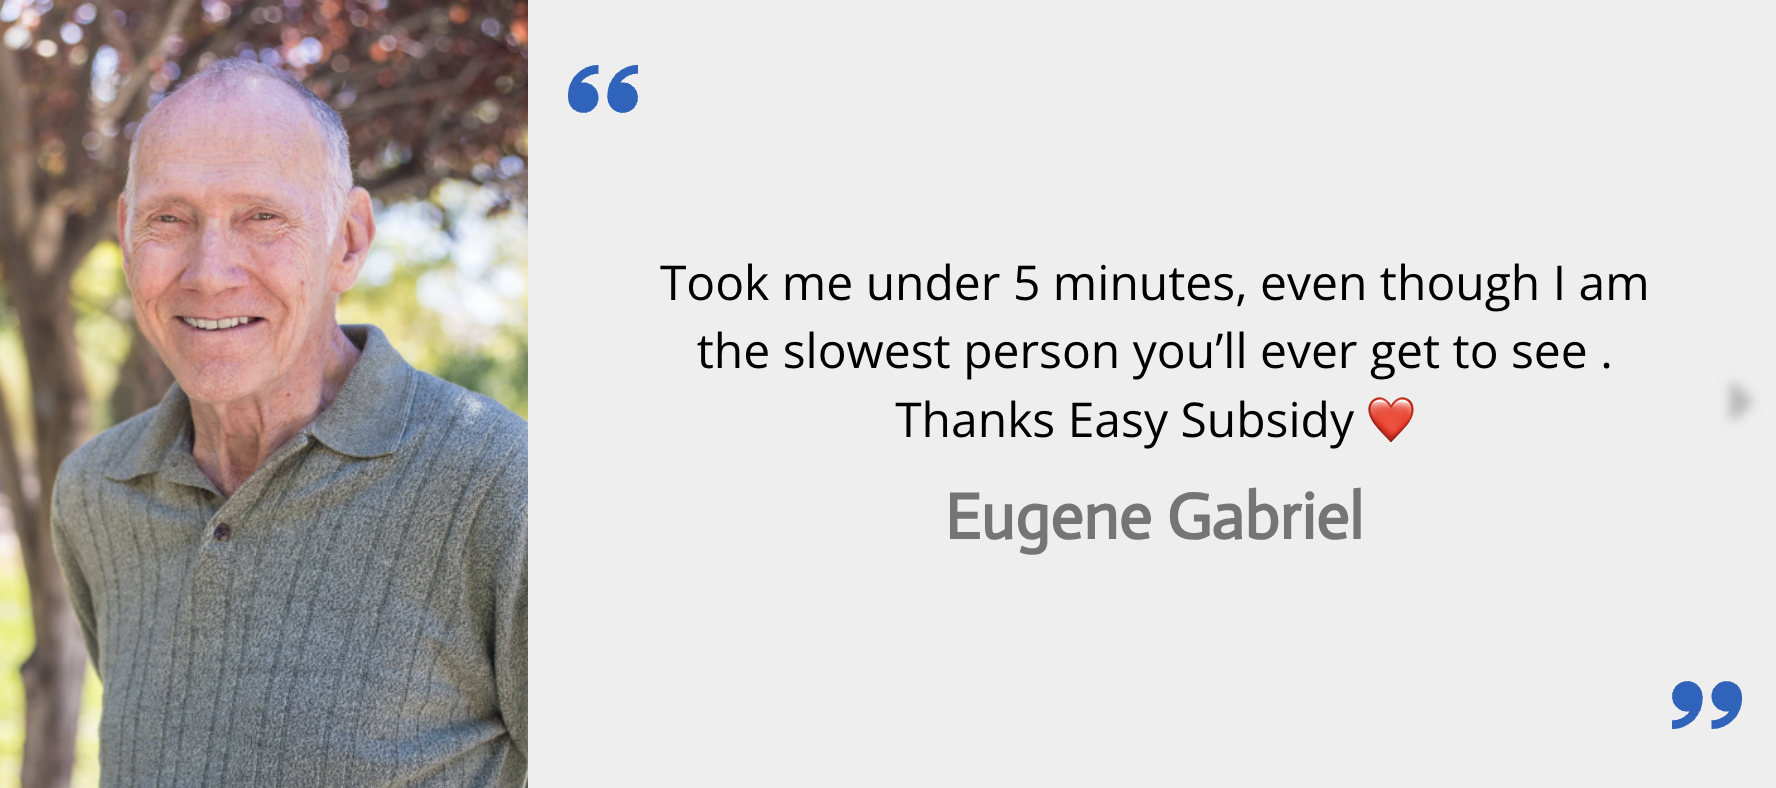 “
Took me under 5 minutes, even though I am
the slowest person you’ll ever get to see .
Thanks Easy Subsidy ❤️
Eugene Gabriel
”